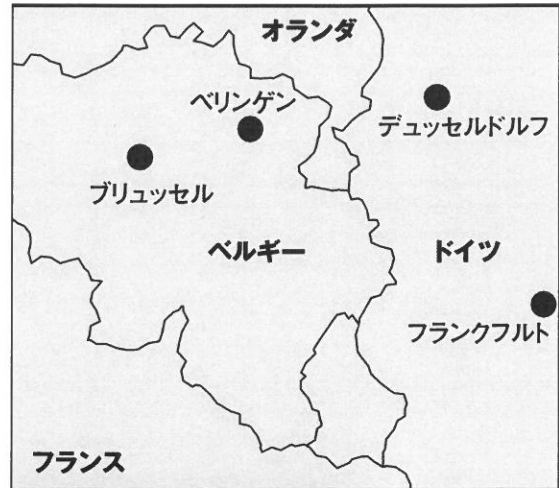 オランダ
ベリンゲン
デュッセルドルフ
ブリュッセル
ベルギー
ドイツ
フランクフルト
フランス